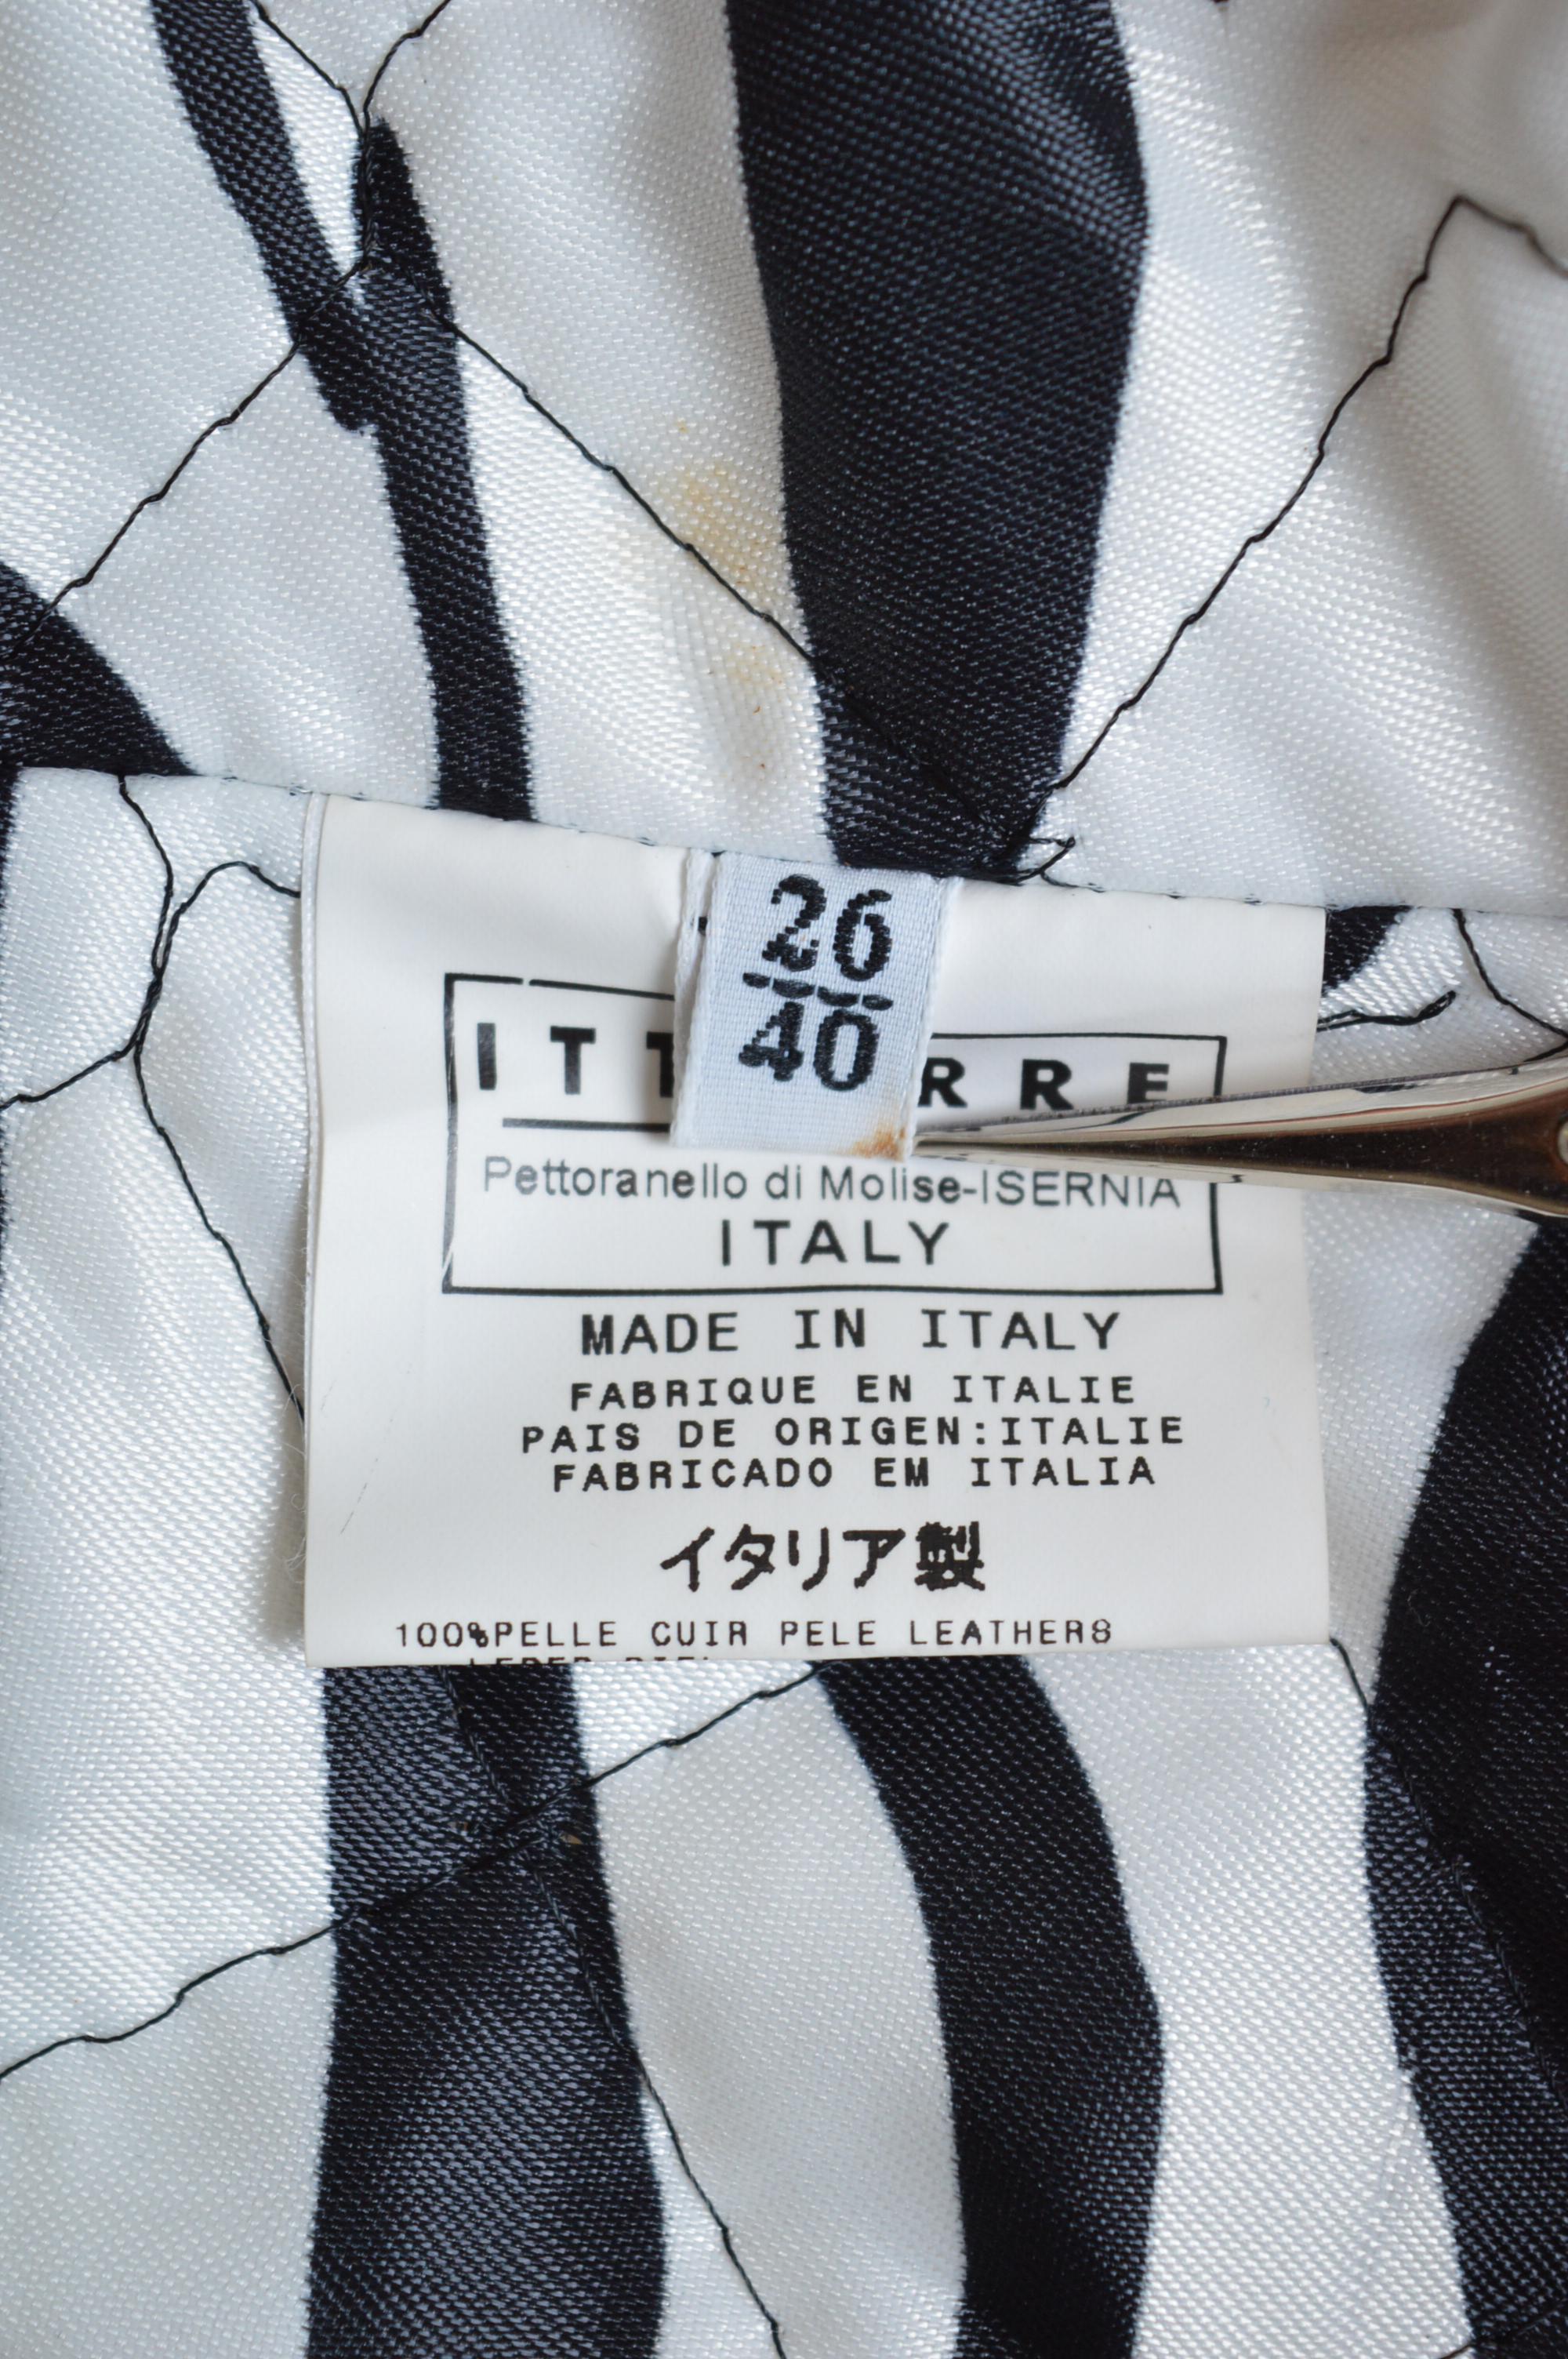 26
40
ITT RRE
Pettoranello di Molise-ISERNIA
ITALY
MADE IN ITALY
FABRIQUE EN ITALIE
PAIS DE ORIGEN:ITALIE
FABRICADO EM ITALIA
イタリア製
100%PELLE CUIR PELE LEATHERS